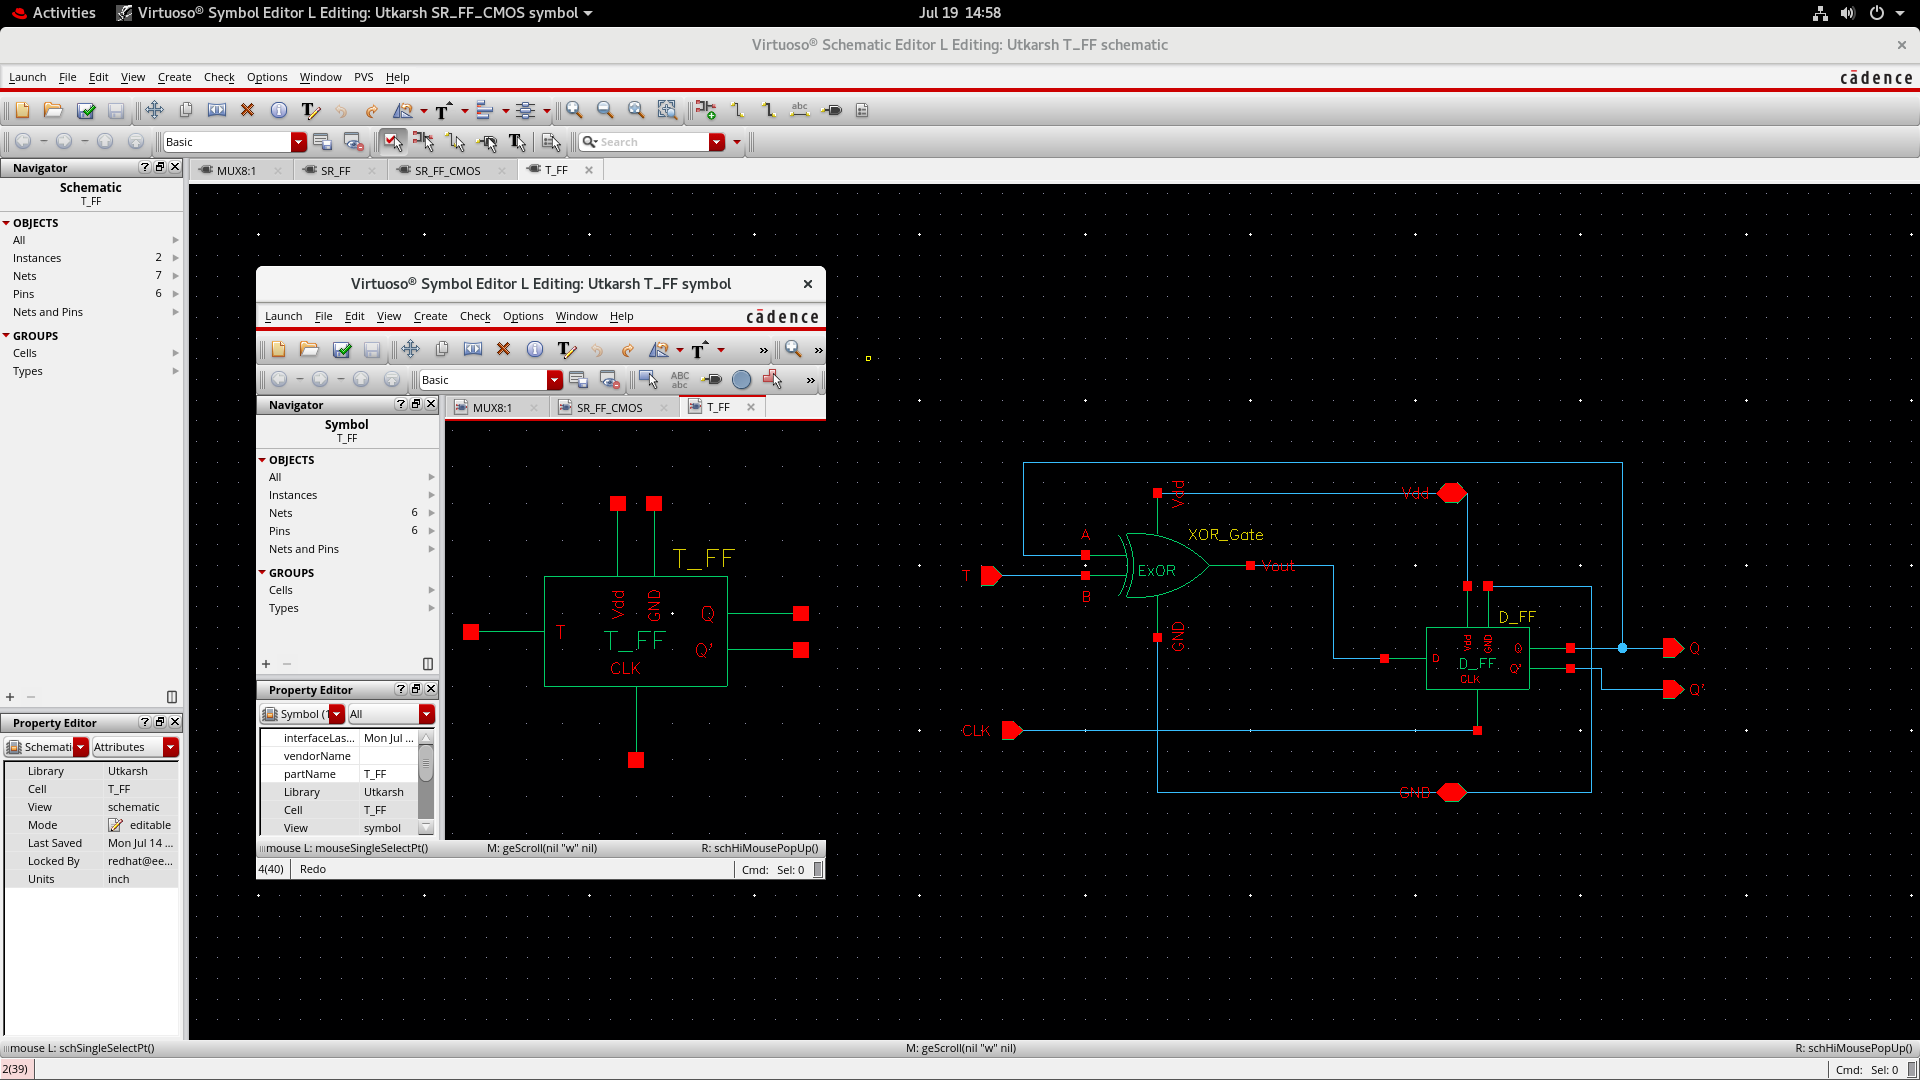 Activities Virtuoso® Symbol Editor L Editing: Utkarsh SR_FF_CMOS symbol Jul 19 14:58
Virtuoso® Schematic Editor L Editing: Utkarsh T_FF schematic
Launch File Edit View Create Check Options Window PVS Help cādence
Basic Search
Navigator MUX8:1 SR_FF SR_FF_CMOS T_FF
Schematic
T_FF
OBJECTS
All
Instances 2
Nets 7
Pins 6
Nets and Pins
GROUPS
Cells
Types
Property Editor
Schemati Attributes
Library Utkarsh
Cell T_FF
View schematic
Mode editable
Last Saved Mon Jul 14 ...
Locked By redhat@ee...
Units inch
Virtuoso® Symbol Editor L Editing: Utkarsh T_FF symbol
Launch File Edit View Create Check Options Window Help cādence
Basic ABC abc
Navigator MUX8:1 SR_FF_CMOS T_FF
Symbol
T_FF
OBJECTS
All
Instances
Nets 6
Pins 6
Nets and Pins
GROUPS
Cells
Types
Property Editor
Symbol (1 All
interfaceLas... Mon Jul ...
vendorName
partName T_FF
Library Utkarsh
Cell T_FF
View symbol
T_FF
Vdd GND Q
T
T_FF Q'
CLK
mouse L: mouseSingleSelectPt() M: geScroll(nil "w" nil) R: schHiMousePopUp()
4(40) Redo Cmd: Sel: 0
Vdd Vdd
A XOR_Gate
T ExOR Vout
B
GND
D_FF
Vdd GND Q Q
D D_FF Q'
CLK Q'
CLK
GND
mouse L: schSingleSelectPt() M: geScroll(nil "w" nil) R: schHiMousePopUp()
2(39) Cmd: Sel: 0